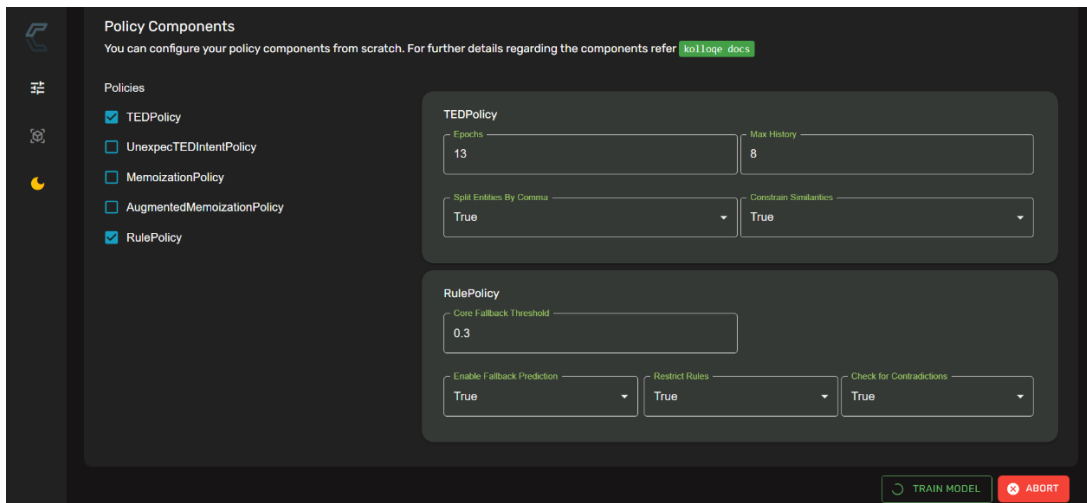 Policy Components
You can configure your policy components from scratch. For further details regarding the components refer kolloqe docs
Policies
TEDPolicy
UnexpecTEDIntentPolicy
MemoizationPolicy
AugmentedMemoizationPolicy
RulePolicy
TEDPolicy
Epochs
13
Max History
8
Split Entities By Comma
True
Constrain Similarities
True
RulePolicy
Core Fallback Threshold
0.3
Enable Fallback Prediction
True
Restrict Rules
True
Check for Contradictions
True
TRAIN MODEL
ABORT